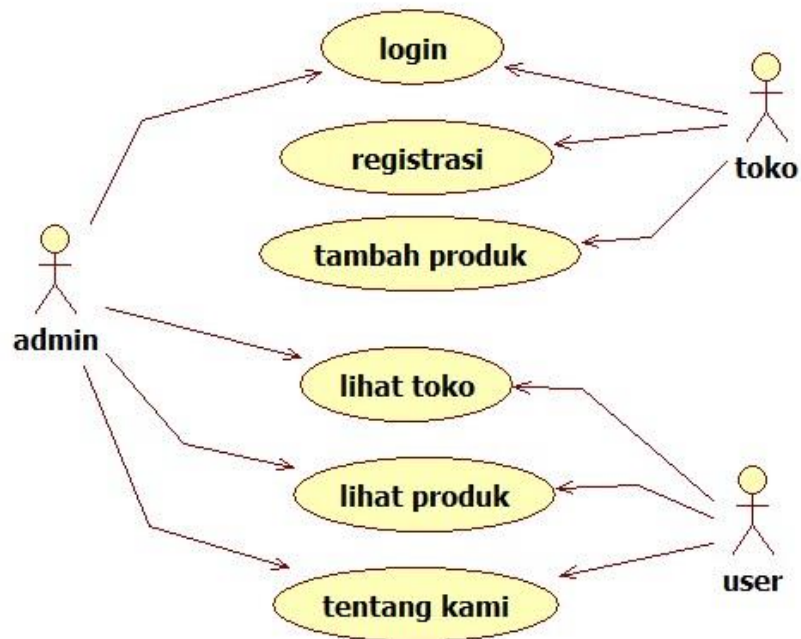 login
registrasi
toko
tambah produk
admin
lihat toko
lihat produk
user
tentang kami